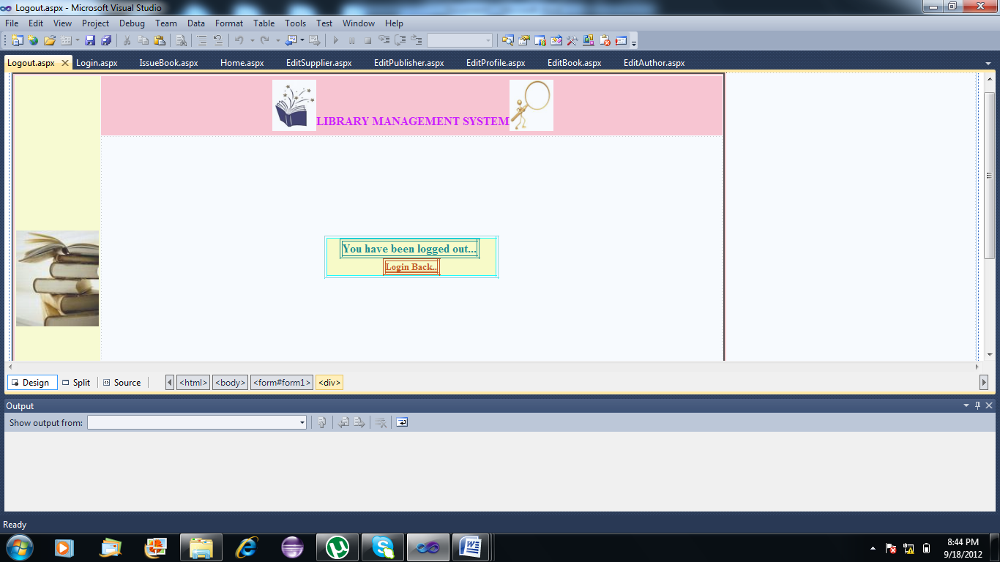 Logout.aspx - Microsoft Visual Studio
File Edit View Project Debug Team Data Format Table Tools Test Window Help
Logout.aspx Login.aspx IssueBook.aspx Home.aspx EditSupplier.aspx EditPublisher.aspx EditProfile.aspx EditBook.aspx EditAuthor.aspx
LIBRARY MANAGEMENT SYSTEM
You have been logged out...
Login Back..
Design Split Source <html> <body> <form#form1> <div>
Output
Show output from:
Ready
8:44 PM
9/18/2012